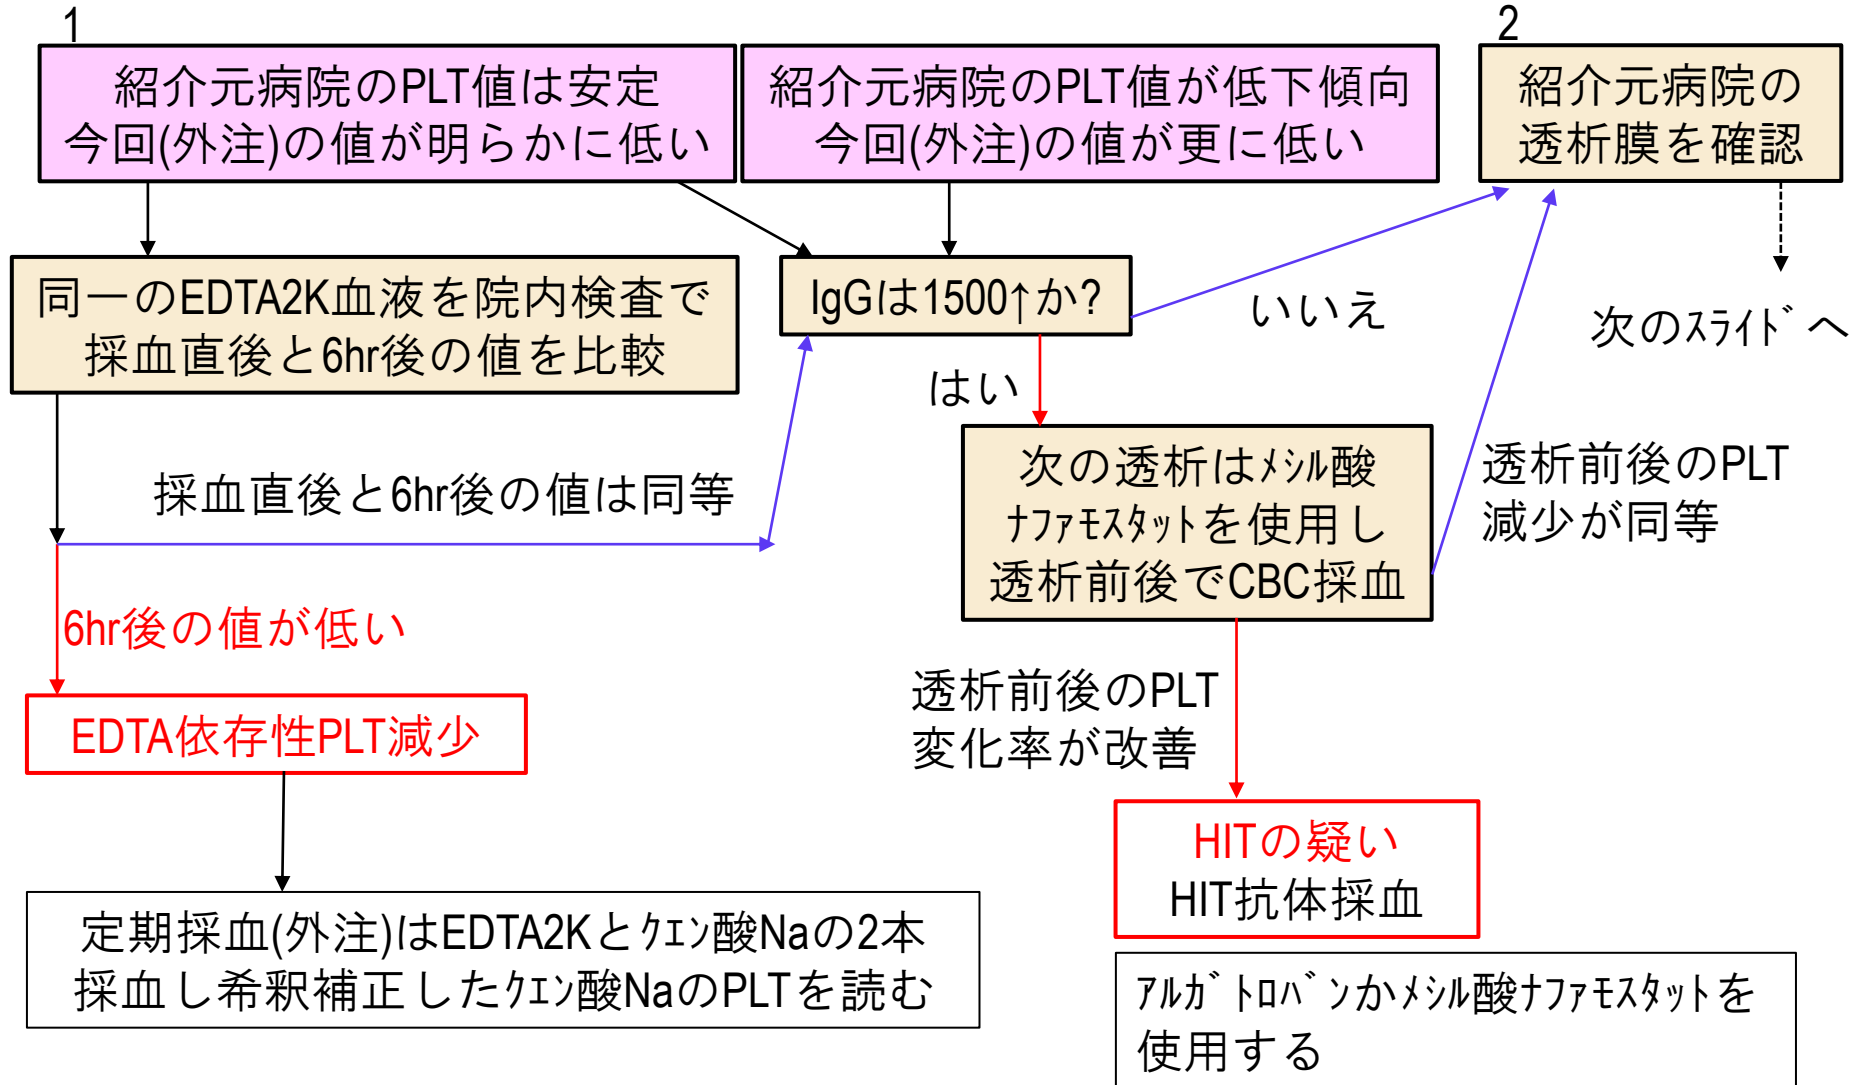 1
紹介元病院のPLT値は安定
今回(外注)の値が明らかに低い
紹介元病院のPLT値が低下傾向
今回(外注)の値が更に低い
2
紹介元病院の
透析膜を確認
同一のEDTA2K血液を院内検査で
採血直後と6hr後の値を比較
IgGは1500↑か?
いいえ
次のｽﾗｲﾄﾞへ
はい
採血直後と6hr後の値は同等
次の透析はﾒｼﾙ酸
ﾅﾌｧﾓｽﾀｯﾄを使用し
透析前後でCBC採血
透析前後のPLT
減少が同等
6hr後の値が低い
EDTA依存性PLT減少
透析前後のPLT
変化率が改善
HITの疑い
HIT抗体採血
定期採血(外注)はEDTA2Kとｸｴﾝ酸Naの2本
採血し希釈補正したｸｴﾝ酸NaのPLTを読む
ｱﾙｶﾞﾄﾛﾊﾞﾝかﾒｼﾙ酸ﾅﾌｧﾓｽﾀｯﾄを
使用する